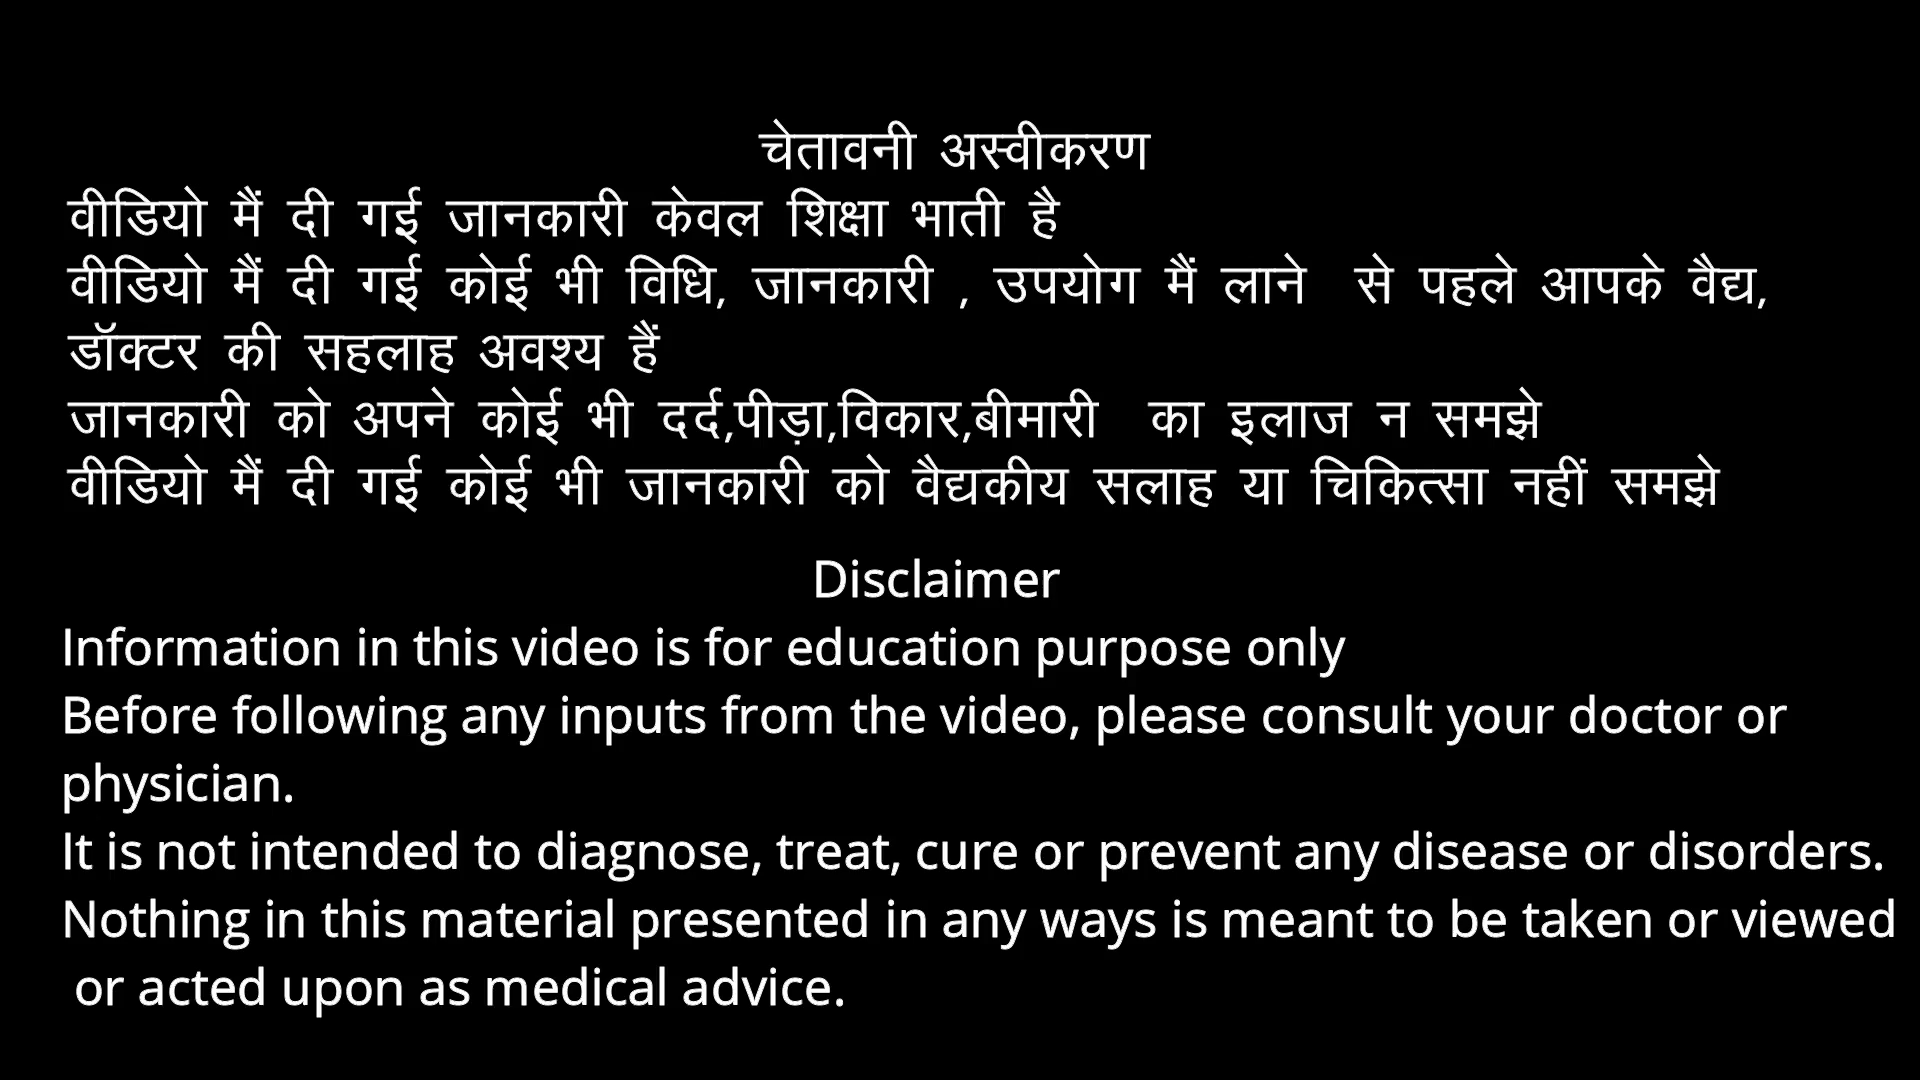 चेतावनी अस्वीकरण
वीडियो मैं दी गई जानकारी केवल शिक्षा भाती है
वीडियो मैं दी गई कोई भी विधि, जानकारी , उपयोग मैं लाने से पहले आपके वैद्य,
डॉक्टर की सहलाह अवश्य हैं
जानकारी को अपने कोई भी दर्द,पीड़ा,विकार,बीमारी का इलाज न समझे
वीडियो मैं दी गई कोई भी जानकारी को वैद्यकीय सलाह या चिकित्सा नहीं समझे
Disclaimer
Information in this video is for education purpose only
Before following any inputs from the video, please consult your doctor or
physician.
It is not intended to diagnose, treat, cure or prevent any disease or disorders.
Nothing in this material presented in any ways is meant to be taken or viewed
or acted upon as medical advice.